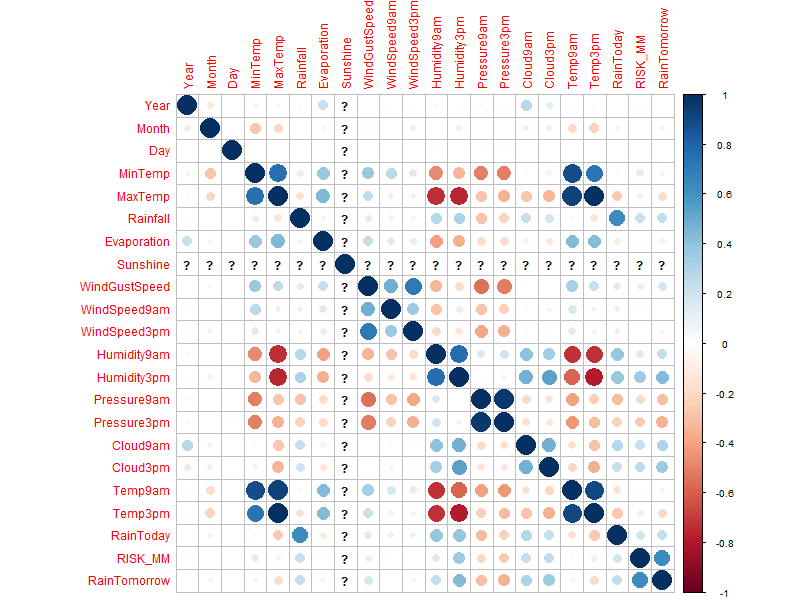 Year
Month
Day
MinTemp
MaxTemp
Rainfall
Evaporation
Sunshine
WindGustSpeed
WindSpeed9am
WindSpeed3pm
Humidity9am
Humidity3pm
Pressure9am
Pressure3pm
Cloud9am
Cloud3pm
Temp9am
Temp3pm
RainToday
RISK_MM
RainTomorrow
Year ?
Month ?
Day ?
MinTemp ?
MaxTemp ?
Rainfall ?
Evaporation ?
Sunshine ? ? ? ? ? ? ? ? ? ? ? ? ? ? ? ? ? ? ? ? ?
WindGustSpeed ?
WindSpeed9am ?
WindSpeed3pm ?
Humidity9am ?
Humidity3pm ?
Pressure9am ?
Pressure3pm ?
Cloud9am ?
Cloud3pm ?
Temp9am ?
Temp3pm ?
RainToday ?
RISK_MM ?
RainTomorrow ?
1
0.8
0.6
0.4
0.2
0
-0.2
-0.4
-0.6
-0.8
-1